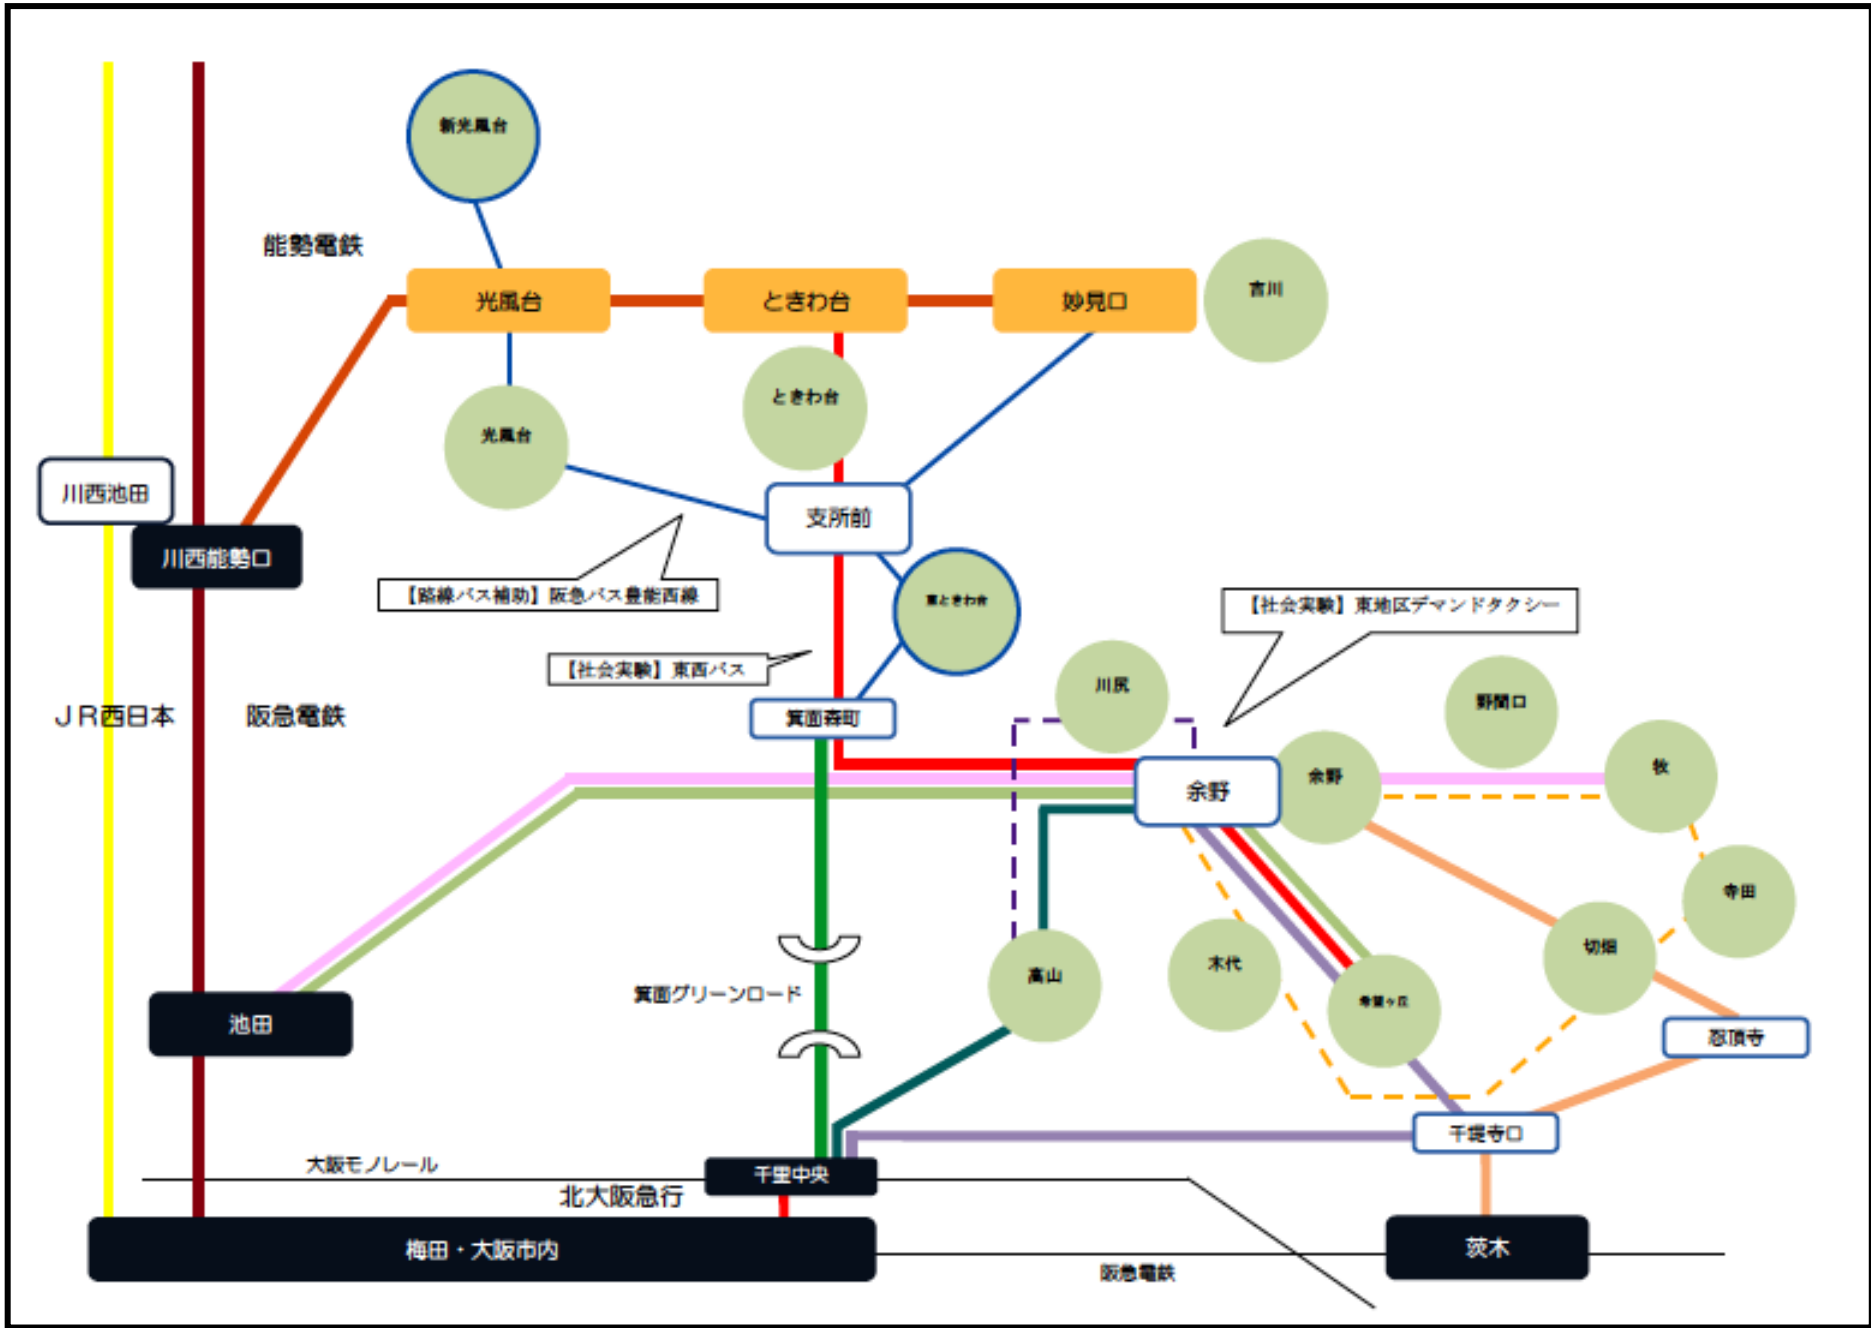 新光風台
能勢電鉄
光風台
ときわ台
妙見口
吉川
ときわ台
光風台
川西池田
支所前
川西能勢口
【路線バス補助】阪急バス豊能西線
東ときわ台
【社会実験】東地区デマンドタクシー
【社会実験】東西バス
川尻
野間口
JR西日本
阪急電鉄
箕面森町
余野
余野
牧
寺田
切畑
木代
高山
希望ヶ丘
箕面グリーンロード
池田
忍頂寺
千提寺口
大阪モノレール
千里中央
北大阪急行
梅田・大阪市内
茨木
阪急電鉄